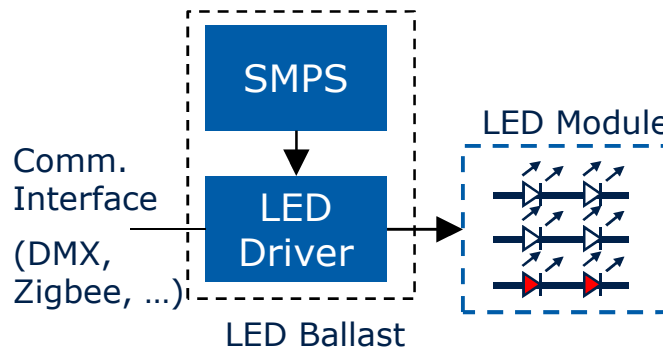 SMPS
LED Module
Comm.
Interface
(DMX,
Zigbee, …)
LED
Driver
LED Ballast